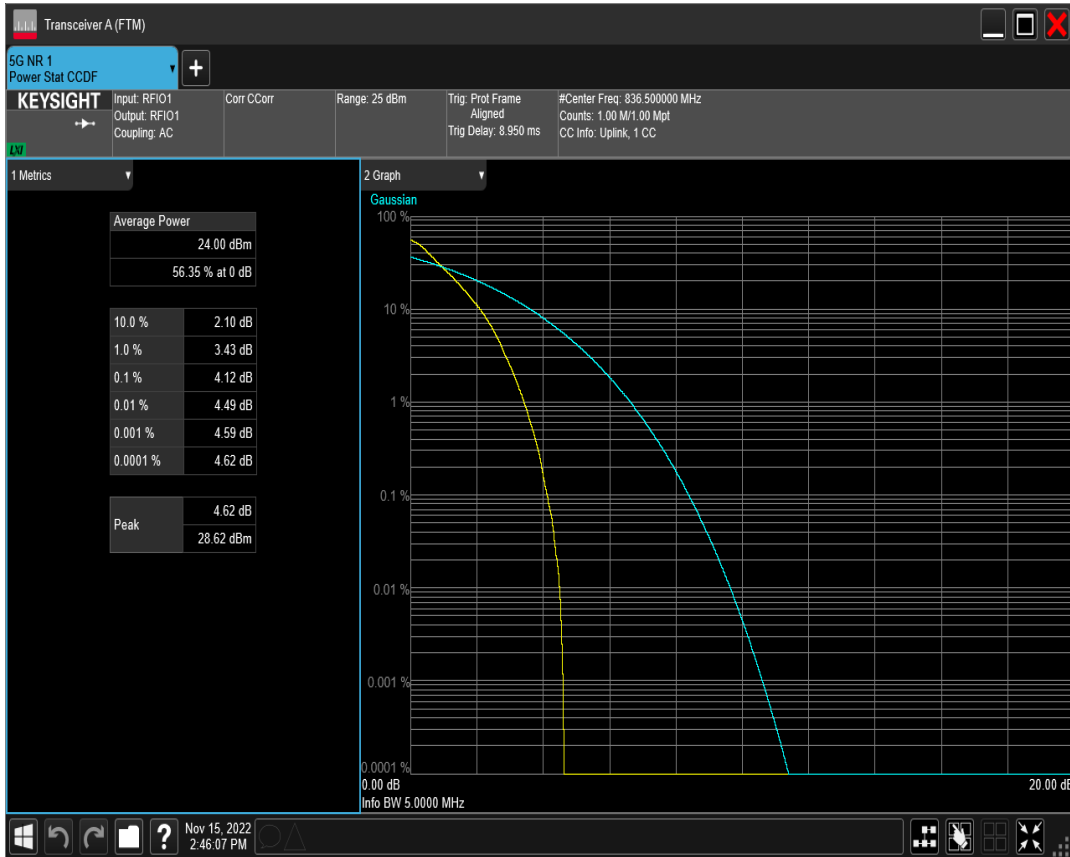 Transceiver A (FTM)
5G NR 1
Power Stat CCDF
+
KEYSIGHT
LXI
Input: RFIO1
Output: RFIO1
Coupling: AC
Corr CCorr
Range: 25 dBm
Trig: Prot Frame
Aligned
Trig Delay: 8.950 ms
#Center Freq: 836.500000 MHz
Counts: 1.00 M/1.00 Mpt
CC Info: Uplink, 1 CC
1 Metrics
Average Power
24.00 dBm
56.35 % at 0 dB
10.0 % 2.10 dB
1.0 % 3.43 dB
0.1 % 4.12 dB
0.01 % 4.49 dB
0.001 % 4.59 dB
0.0001 % 4.62 dB
Peak 4.62 dB
28.62 dBm
2 Graph
Gaussian
100 %
10 %
1 %
0.1 %
0.01 %
0.001 %
0.0001 %
0.00 dB 20.00 dB
Info BW 5.0000 MHz
?
Nov 15, 2022
2:46:07 PM